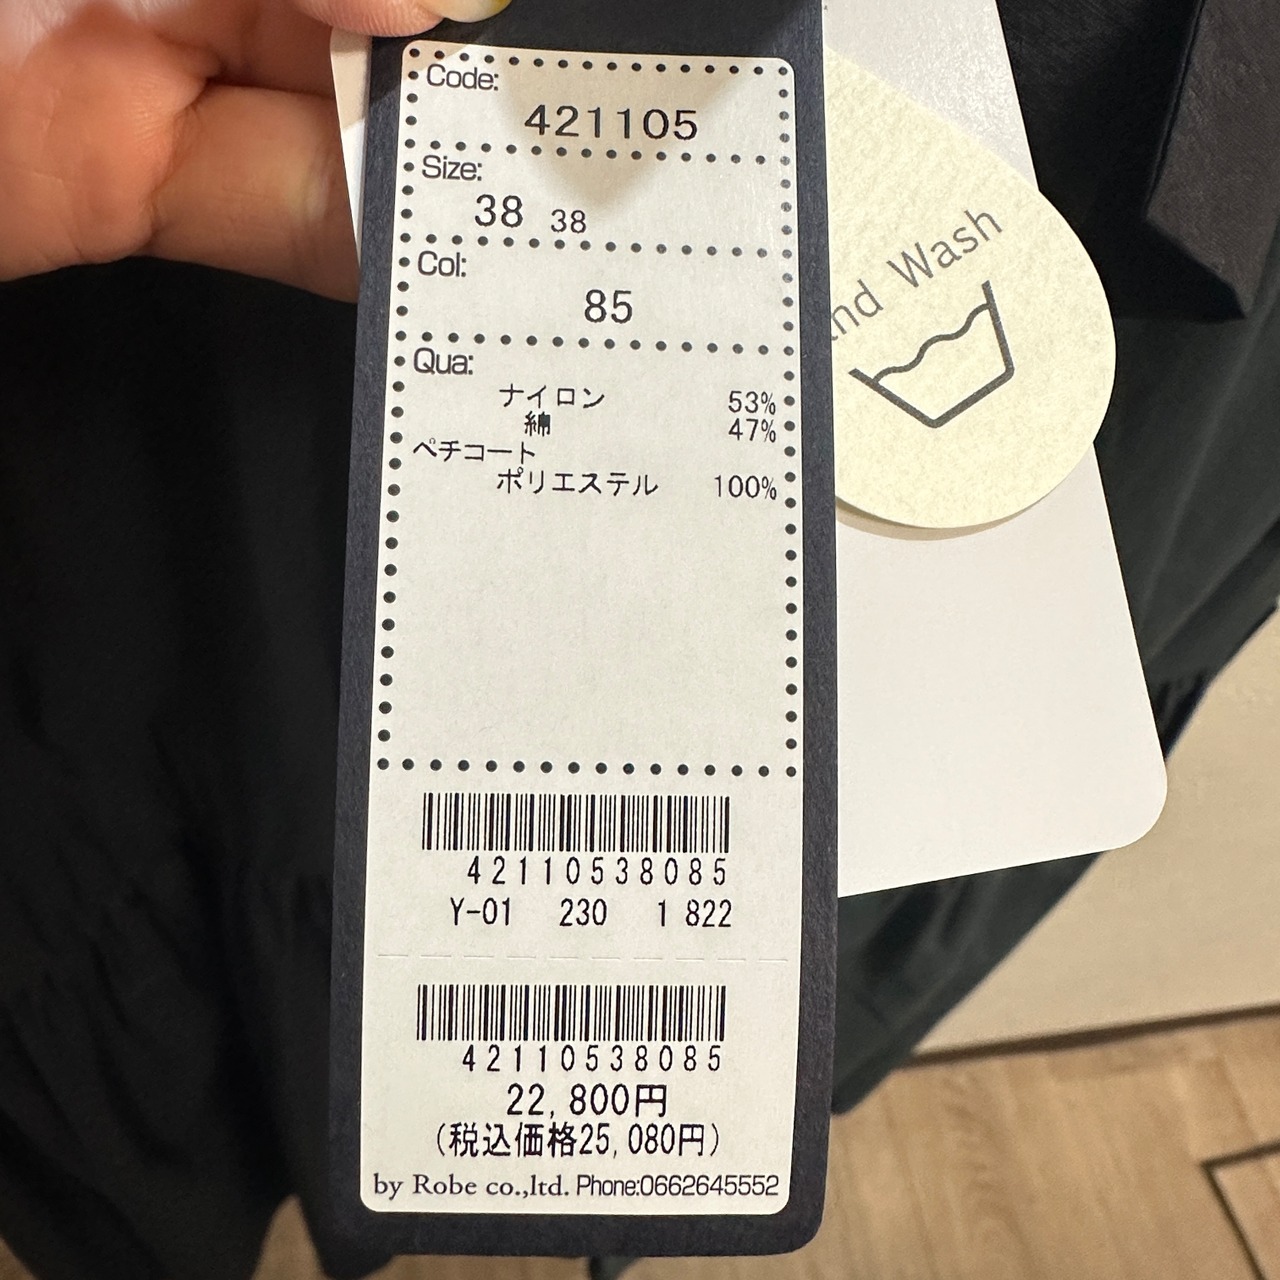 Code:
421105
Size:
38 38
Col:
85
Qua:
ナイロン 53%
綿 47%
ペチコート
ポリエステル 100%
42110538085
Y-01 230 1 822
42110538085
22,800円
(税込価格25,080円)
by Robe co.,ltd. Phone:0662645552
Wash